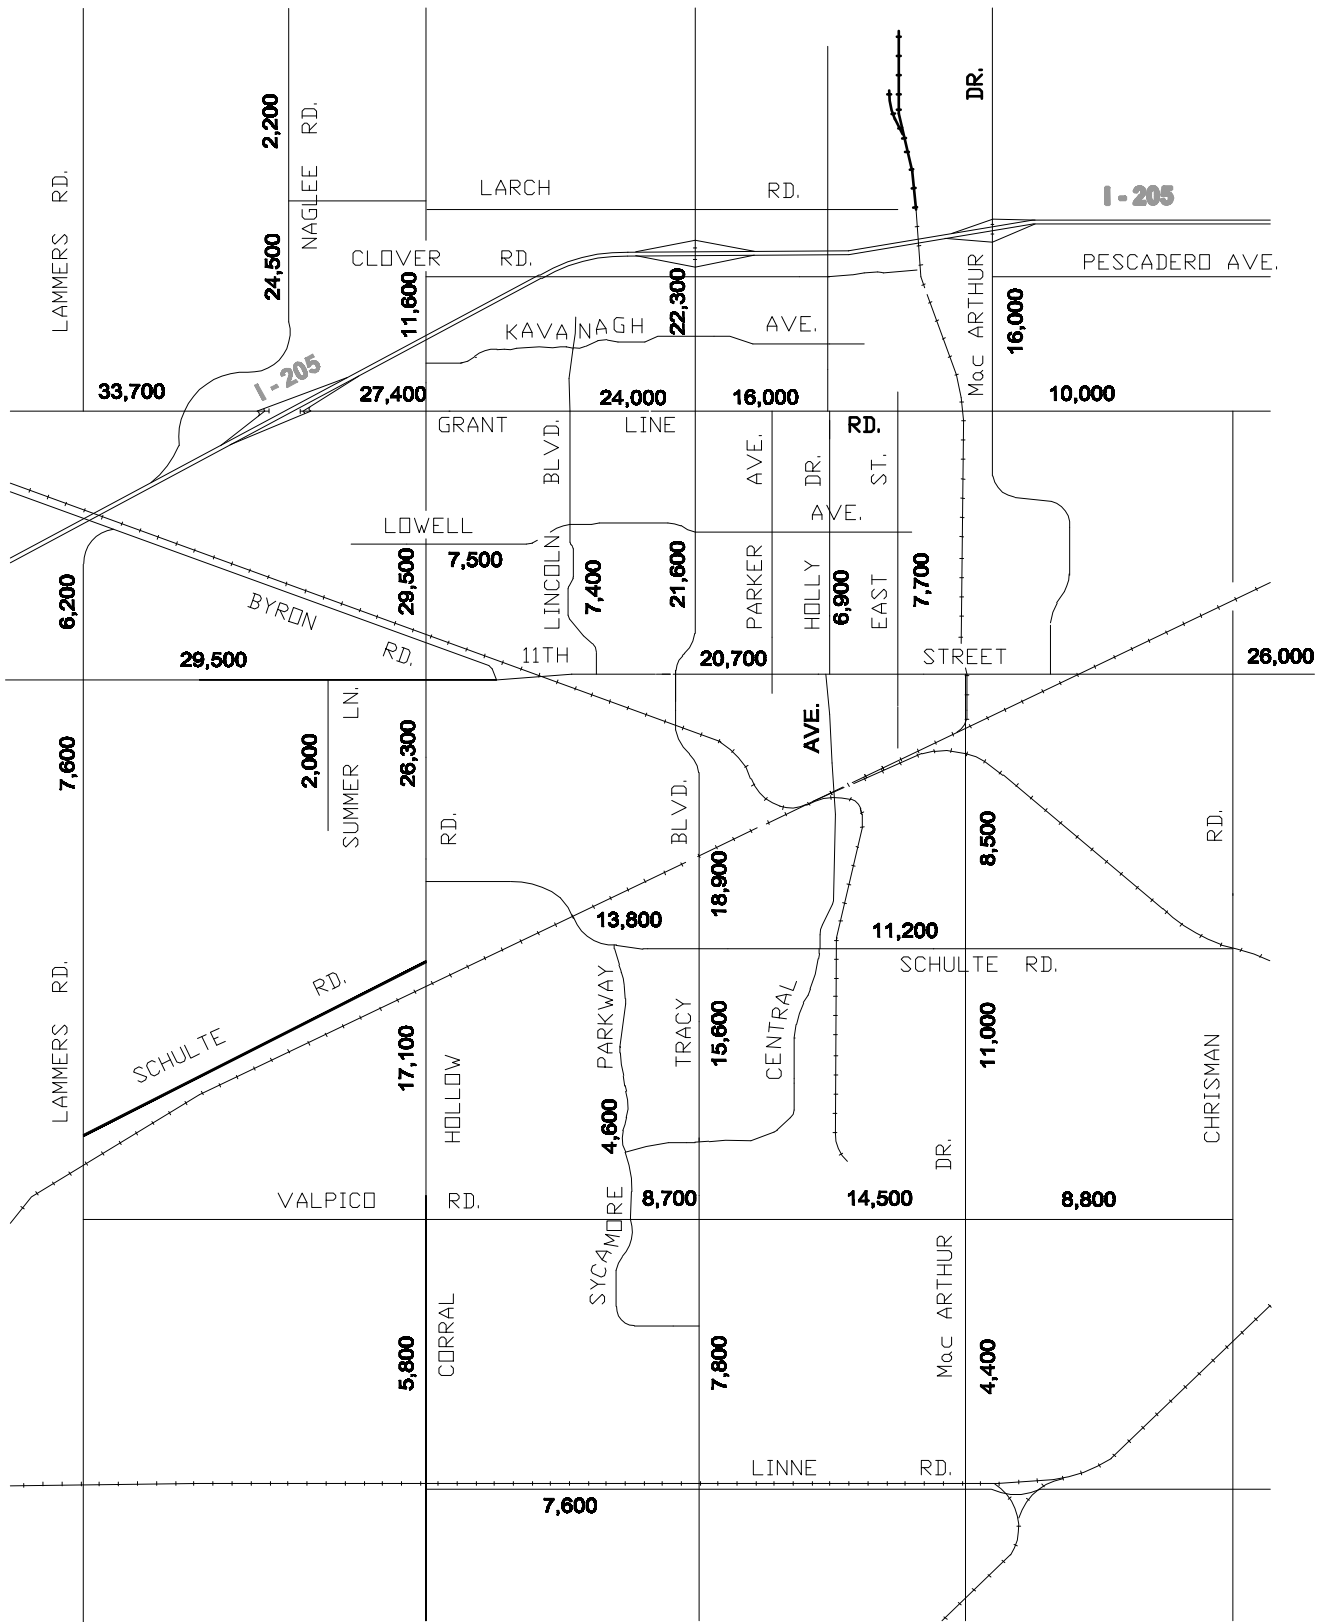 DR.
2,200
NAGLEE RD.
LAMMERS RD.
LARCH RD.
I - 205
24,500
CLOVER RD.
PESCADERO AVE.
11,600
22,300
Mac ARTHUR
16,000
KAVANAGH AVE.
I - 205
33,700
27,400
24,000
16,000
10,000
GRANT LINE RD.
BLVD.
AVE.
DR.
ST.
LOWELL AVE.
7,500
6,200
29,500
LINCOLN
7,400
21,600
PARKER
HOLLY
6,900
EAST
7,700
BYRON RD.
29,500
11TH STREET
20,700
26,000
7,600
2,000
SUMMER LN.
26,300
AVE.
RD.
BLVD.
8,500
RD.
18,900
13,800
11,200
SCHULTE RD.
LAMMERS RD.
SCHULTE RD.
17,100
HOLLOW
PARKWAY
TRACY
15,600
CENTRAL
11,000
CHRISMAN
4,600
DR.
VALPICO RD.
8,700
14,500
8,800
SYCAMORE
Mac ARTHUR
5,800
CORRAL
7,800
4,400
LINNE RD.
7,600